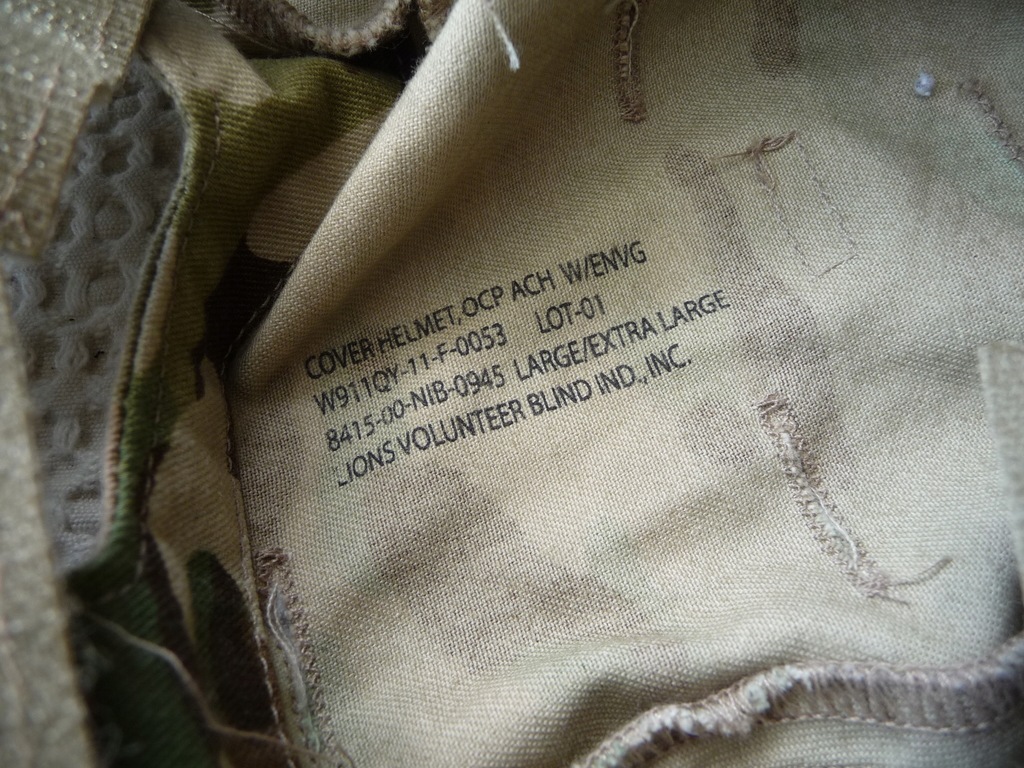 COVER HELMET, OCP ACH W/ENVG
W911QY-11-F-0053 LOT-01
8415-00-NIB-0945 LARGE/EXTRA LARGE
LIONS VOLUNTEER BLIND IND., INC.